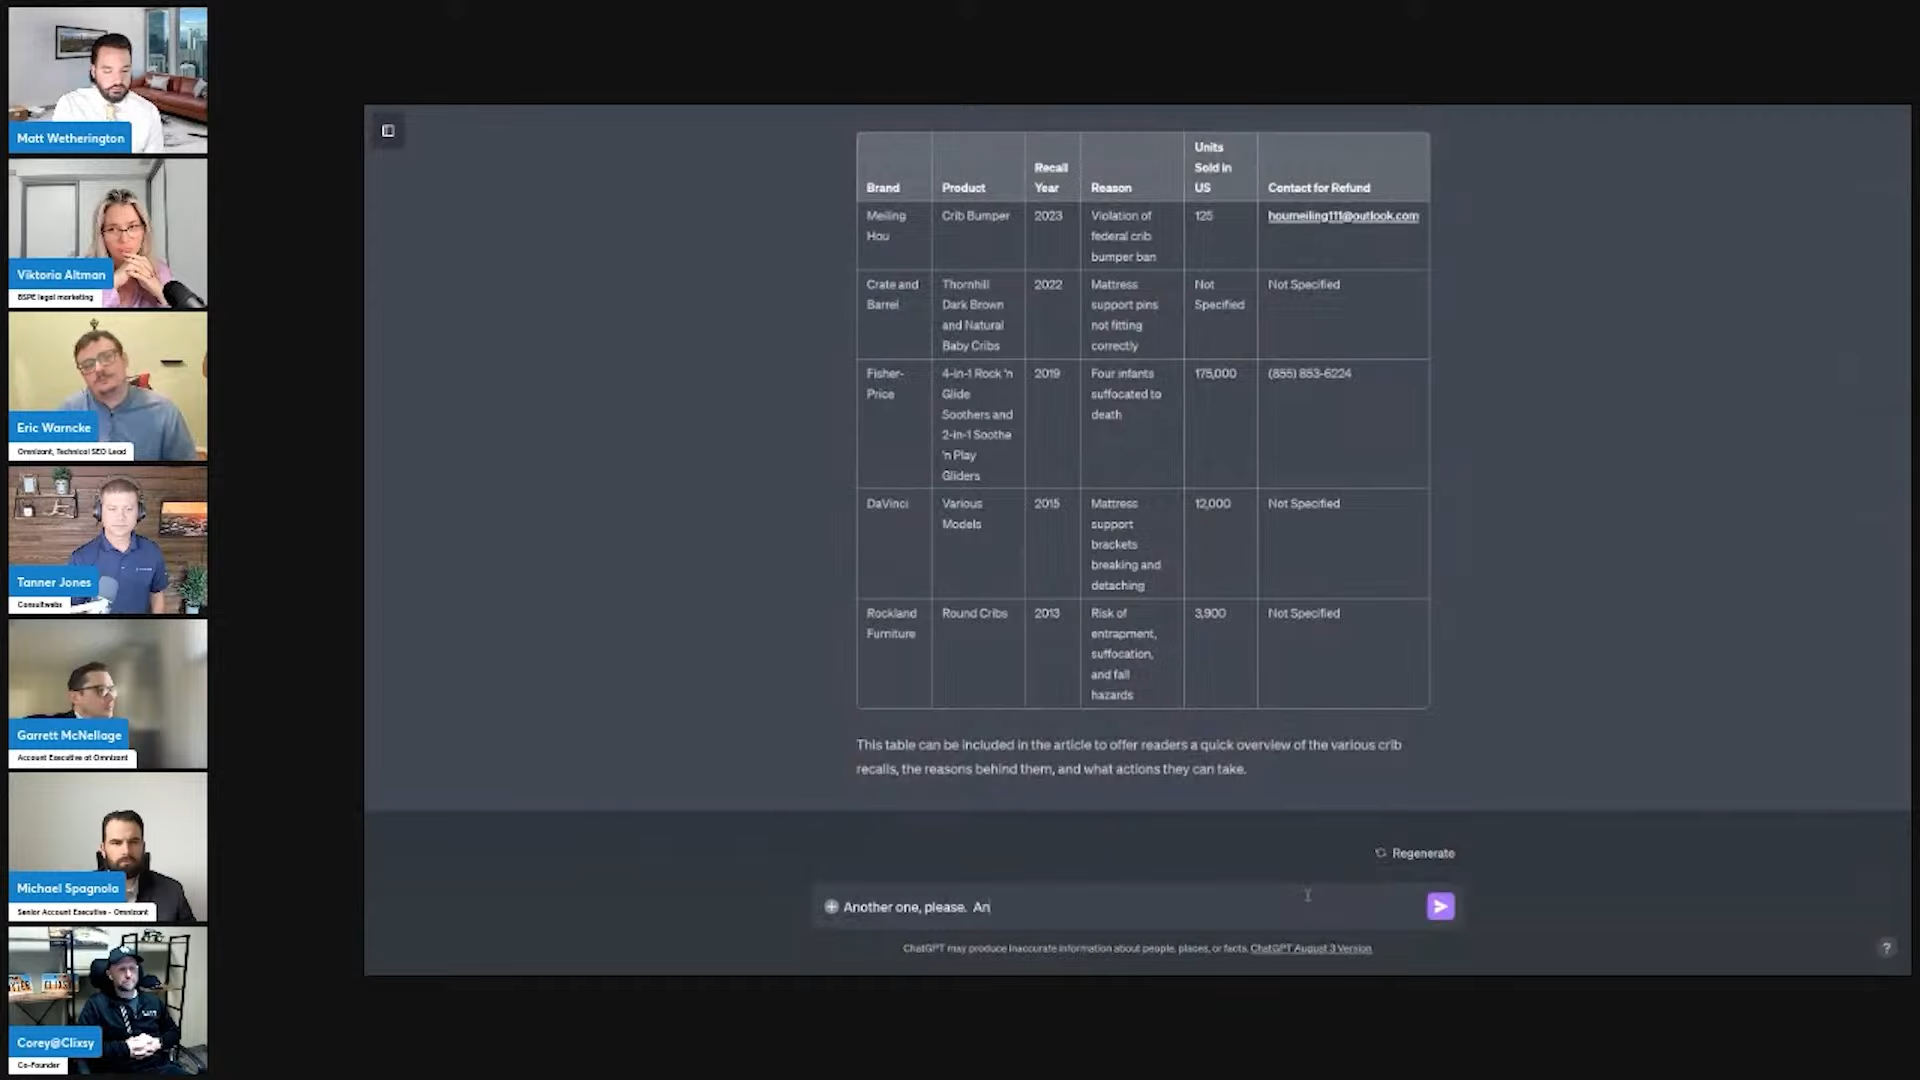 Matt Wetherington
Viktoria Altman
BSPE legal marketing
Eric Warncke
Omnizant, Technical SEO Lead
Tanner Jones
Consultwebs
Garrett McNellage
Account Executive at Omnizant
Michael Spagnola
Senior Account Executive - Omnizant
Corey@Clixsy
Co-Founder
Brand
Product
Recall
Year
Reason
Units
Sold in
US
Contact for Refund
Meiling
Hou
Crib Bumper
2023
Violation of
federal crib
bumper ban
125
houmeiling111@outlook.com
Crate and
Barrel
Thornhill
Dark Brown
and Natural
Baby Cribs
2022
Mattress
support pins
not fitting
correctly
Not
Specified
Not Specified
Fisher-
Price
4-in-1 Rock 'n
Glide
Soothers and
2-in-1 Soothe
'n Play
Gliders
2019
Four infants
suffocated to
death
175,000
(855) 853-6224
DaVinci
Various
Models
2015
Mattress
support
brackets
breaking and
detaching
12,000
Not Specified
Rockland
Furniture
Round Cribs
2013
Risk of
entrapment,
suffocation,
and fall
hazards
3,900
Not Specified
This table can be included in the article to offer readers a quick overview of the various crib
recalls, the reasons behind them, and what actions they can take.
Regenerate
Another one, please.  An
ChatGPT may produce inaccurate information about people, places, or facts. ChatGPT August 3 Version
?